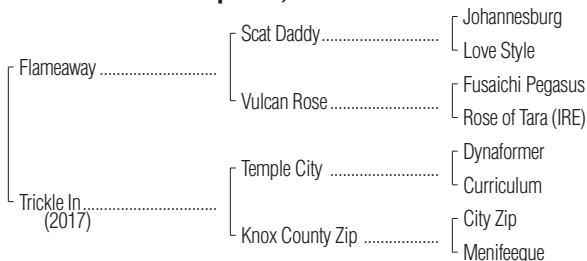 Johannesburg
Scat Daddy
Love Style
Flameaway
Fusaichi Pegasus
Vulcan Rose
Rose of Tara (IRE)
Dynaformer
Temple City
Curriculum
Trickle In
(2017)
City Zip
Knox County Zip
Menifeeque